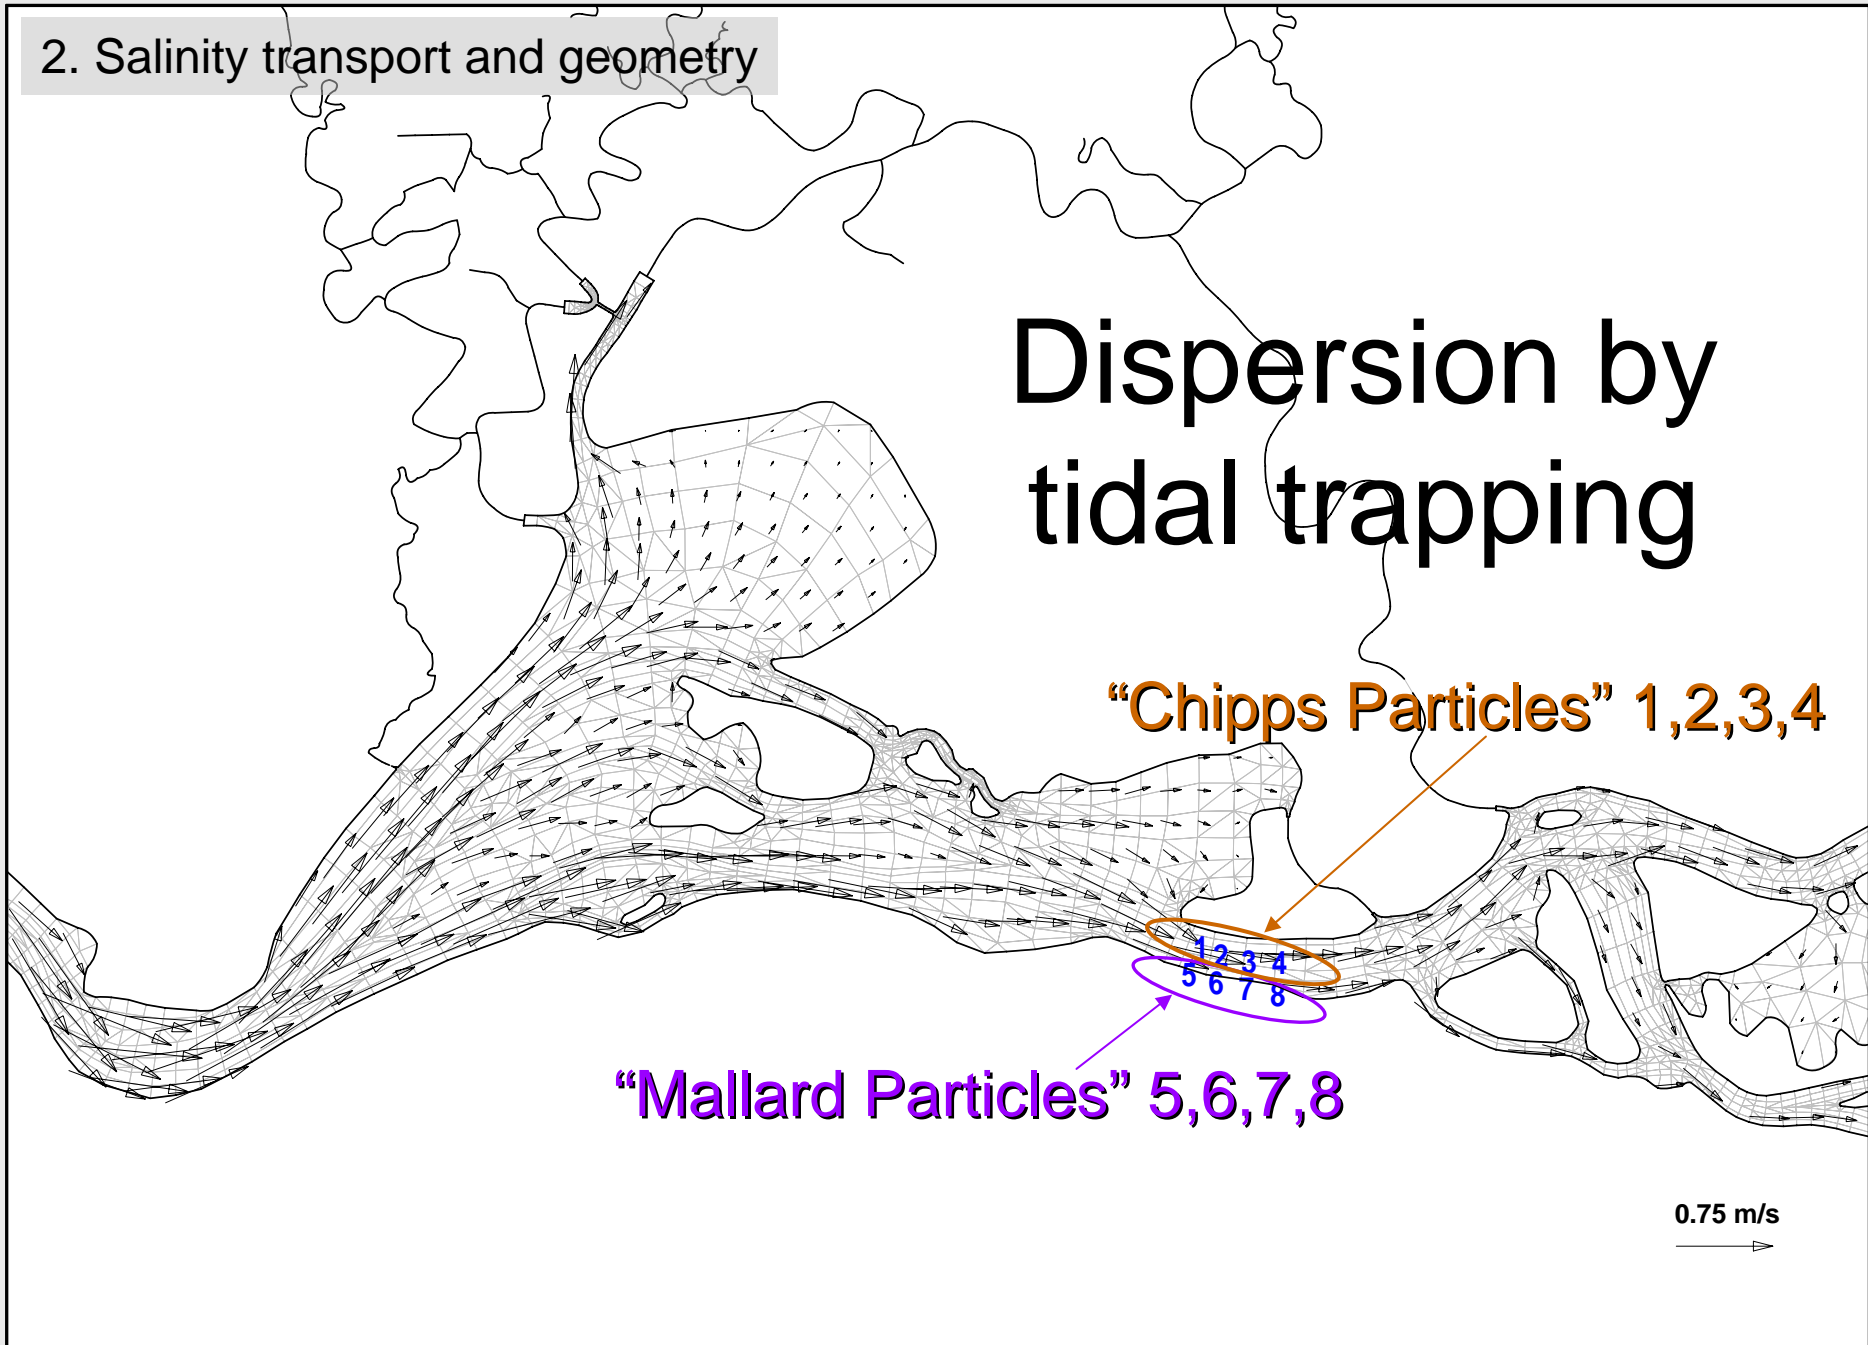 2. Salinity transport and geometry
Dispersion by
tidal trapping
“Chipps Particles” 1,2,3,4
1 2 3 4
5 6 7 8
“Mallard Particles” 5,6,7,8
0.75 m/s